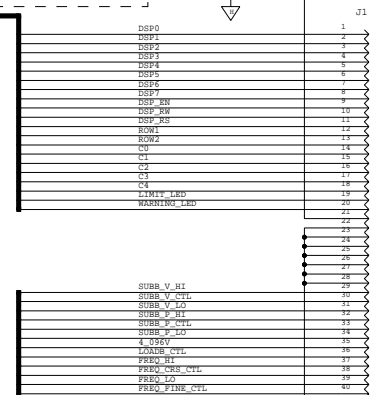 H
J1
DSP0 1
DSP1 2
DSP2 3
DSP3 4
DSP4 5
DSP5 6
DSP6 7
DSP7 8
DSP_EN 9
DSP_RW 10
DSP_RS 11
ROW1 12
ROW2 13
C0 14
C1 15
C2 16
C3 17
C4 18
LIMIT_LED 19
WARNING_LED 20
21
22
23
24
25
26
27
28
SUBB_V_HI 29
SUBB_V_CTL 30
SUBB_V_LO 31
SUBB_P_HI 32
SUBB_P_CTL 33
SUBB_P_LO 34
4_096V 35
LOADB_CTL 36
FREQ_HI 37
FREQ_CRS_CTL 38
FREQ_LO 39
FREQ_FINE_CTL 40